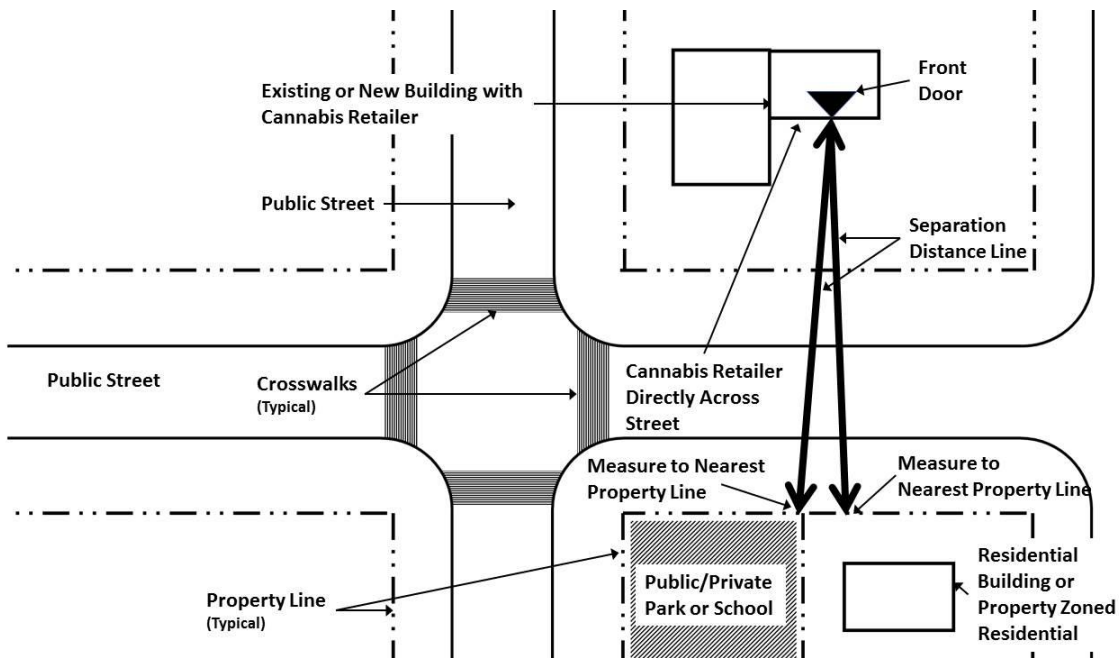 Existing or New Building with
Cannabis Retailer
Front
Door
Public Street
Separation
Distance Line
Public Street
Crosswalks
(Typical)
Cannabis Retailer
Directly Across
Street
Measure to Nearest
Property Line
Measure to
Nearest Property Line
Property Line
(Typical)
Public/Private
Park or School
Residential
Building or
Property Zoned
Residential